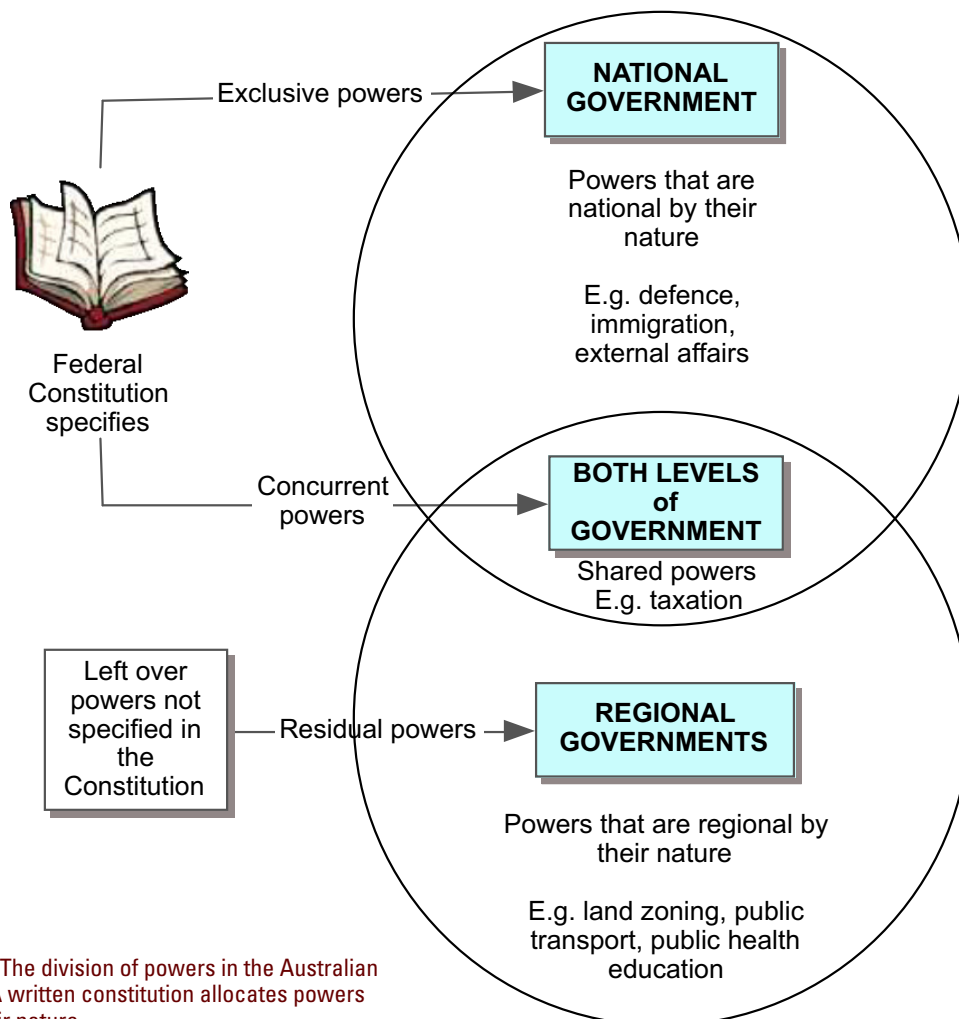 NATIONAL
GOVERNMENT
Exclusive powers
Powers that are
national by their
nature
E.g. defence,
immigration,
external affairs
Federal
Constitution
specifies
Concurrent
powers
BOTH LEVELS
of
GOVERNMENT
Shared powers
E.g. taxation
Left over
powers not
specified in
the
Constitution
Residual powers
REGIONAL
GOVERNMENTS
Powers that are regional by
their nature
E.g. land zoning, public
transport, public health
education
The division of powers in the Australian
written constitution allocates powers
nature